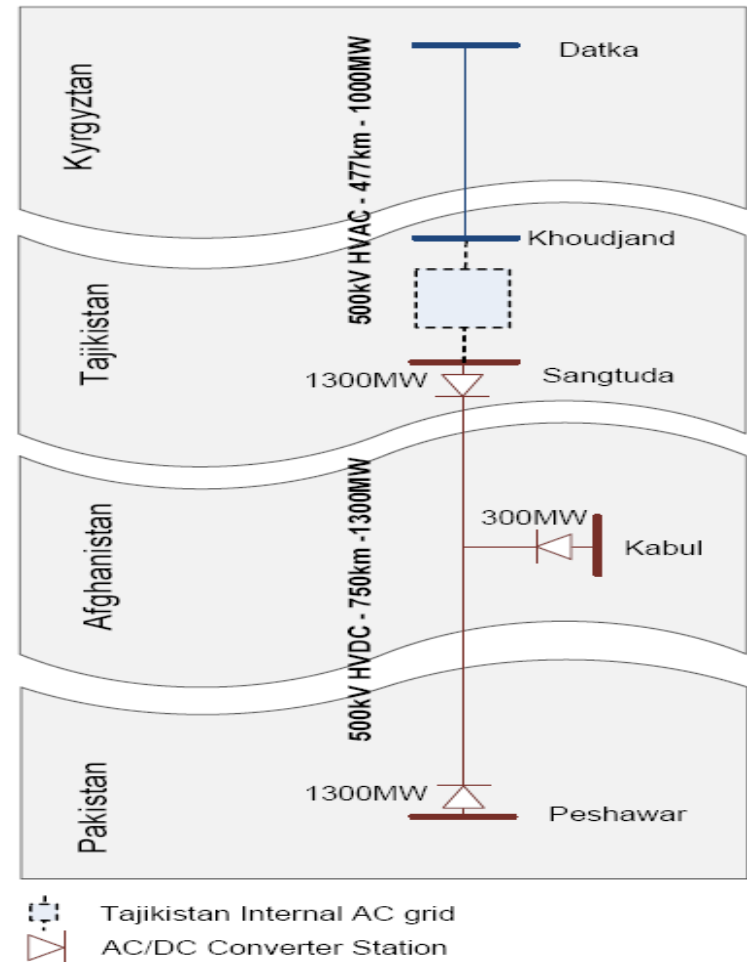 Kyrgyztan
500kV HVAC - 477km - 1000MW
Datka
Khoudjand
Tajikistan
1300MW
Sangtuda
Afghanistan
500kV HVDC - 750km -1300MW
300MW
Kabul
Pakistan
1300MW
Peshawar
Tajikistan Internal AC grid
AC/DC Converter Station